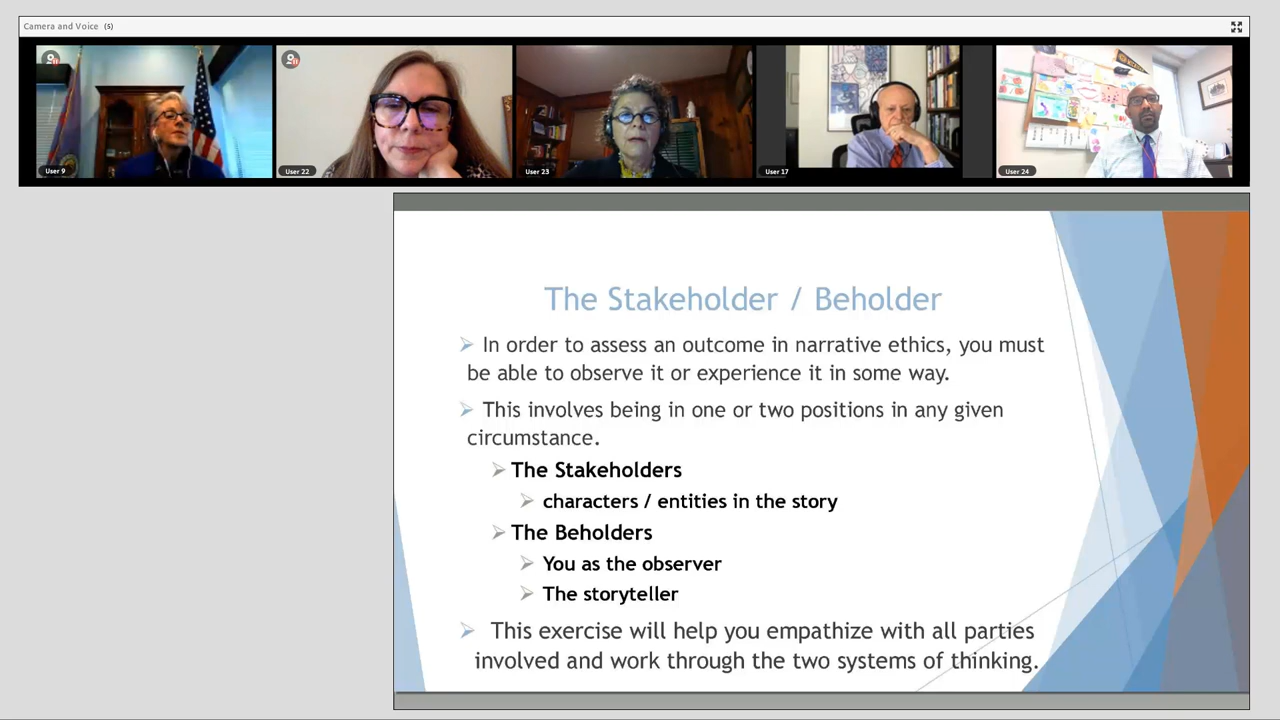 Camera and Voice (5)
User 9
User 22
User 23
User 17
User 24
The Stakeholder / Beholder
In order to assess an outcome in narrative ethics, you must
be able to observe it or experience it in some way.
This involves being in one or two positions in any given
circumstance.
The Stakeholders
characters / entities in the story
The Beholders
You as the observer
The storyteller
This exercise will help you empathize with all parties
involved and work through the two systems of thinking.